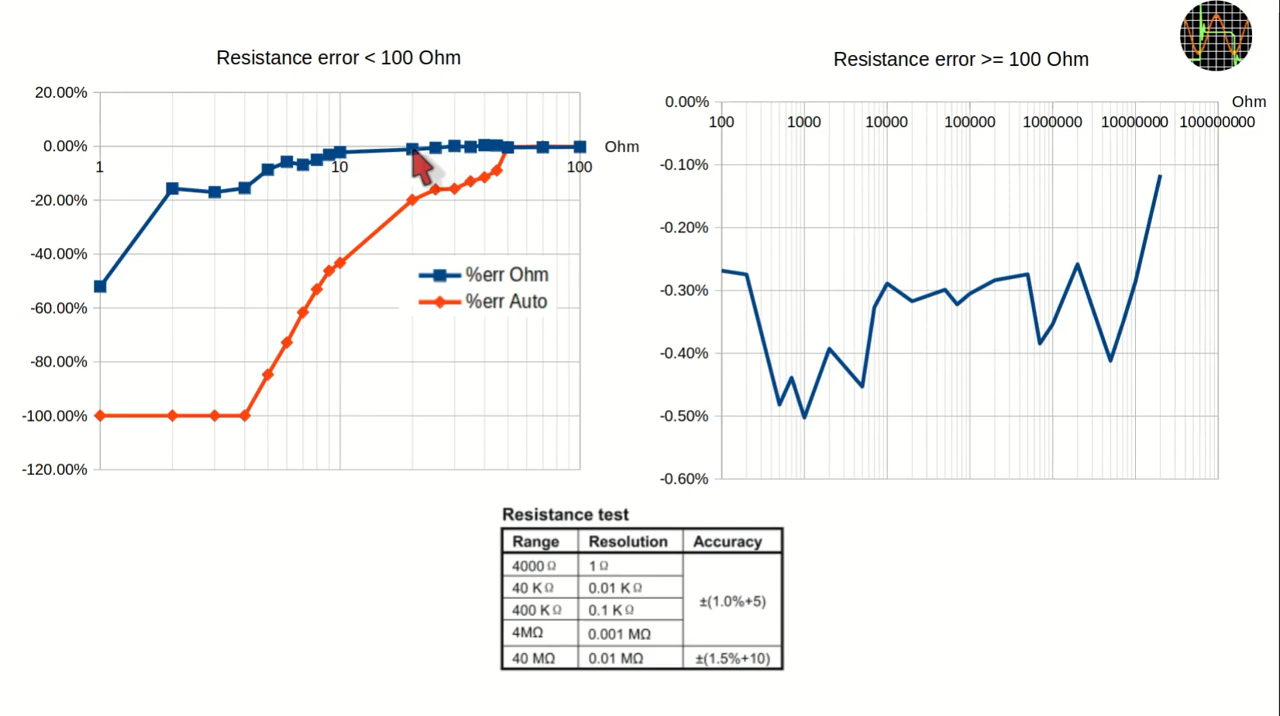 Resistance error < 100 Ohm
20.00%
0.00%
-20.00%
-40.00%
-60.00%
-80.00%
-100.00%
-120.00%
1
10
100
Ohm
%err Ohm
%err Auto
Resistance error >= 100 Ohm
0.00%
-0.10%
-0.20%
-0.30%
-0.40%
-0.50%
-0.60%
100 1000 10000 100000 1000000 10000000 100000000
Ohm
Resistance test
Range Resolution Accuracy
4000 Ω 1 Ω
40 K Ω 0.01 K Ω
±(1.0%+5)
400 K Ω 0.1 K Ω
4MΩ 0.001 MΩ
40 MΩ 0.01 MΩ ±(1.5%+10)